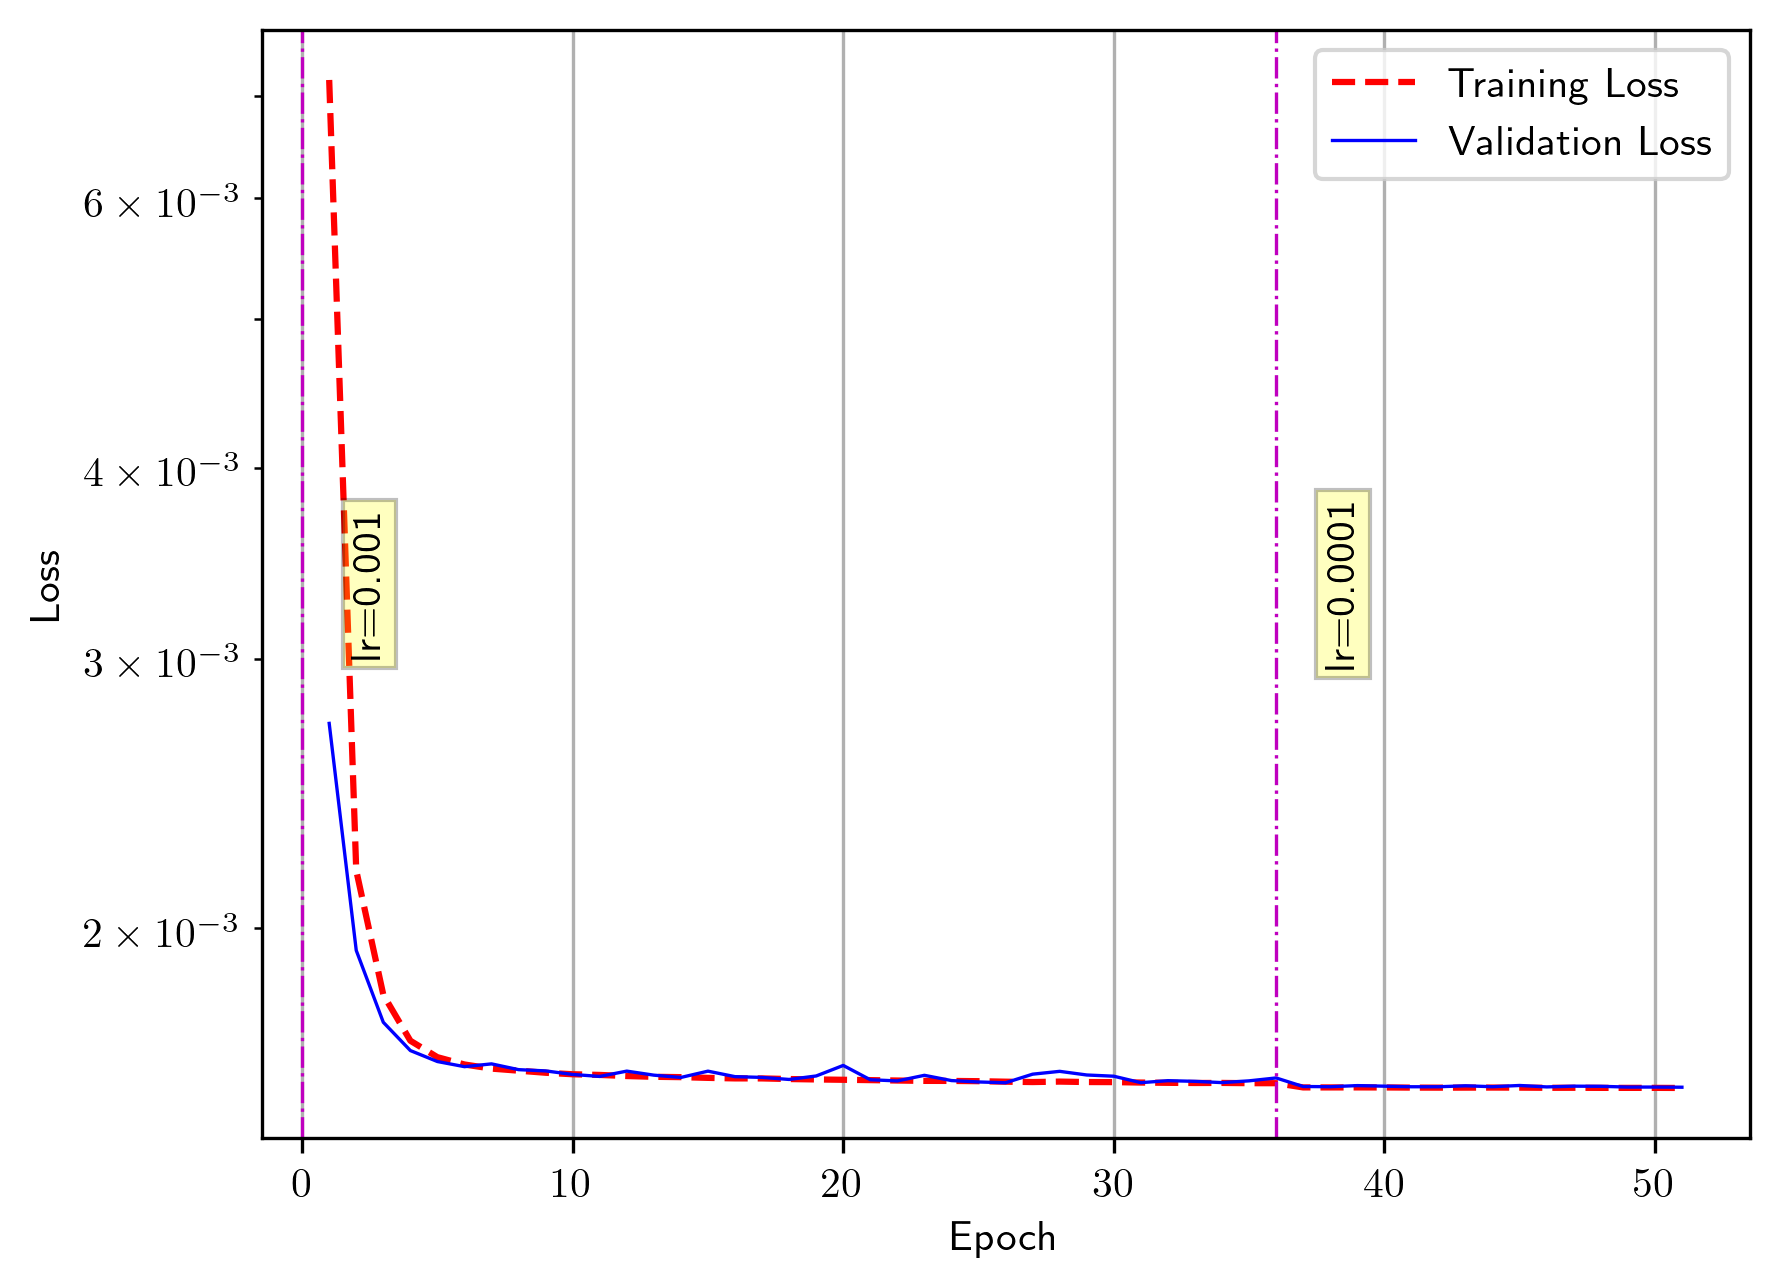 Training Loss
Validation Loss
6 × 10⁻³
4 × 10⁻³
3 × 10⁻³
2 × 10⁻³
Loss
lr=0.001
lr=0.0001
0 10 20 30 40 50
Epoch